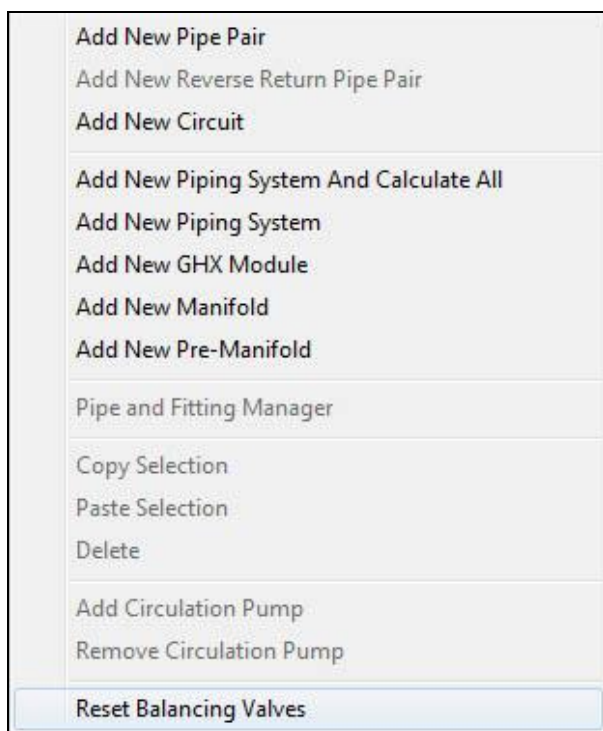 Add New Pipe Pair
Add New Reverse Return Pipe Pair
Add New Circuit
Add New Piping System And Calculate All
Add New Piping System
Add New GHX Module
Add New Manifold
Add New Pre-Manifold
Pipe and Fitting Manager
Copy Selection
Paste Selection
Delete
Add Circulation Pump
Remove Circulation Pump
Reset Balancing Valves